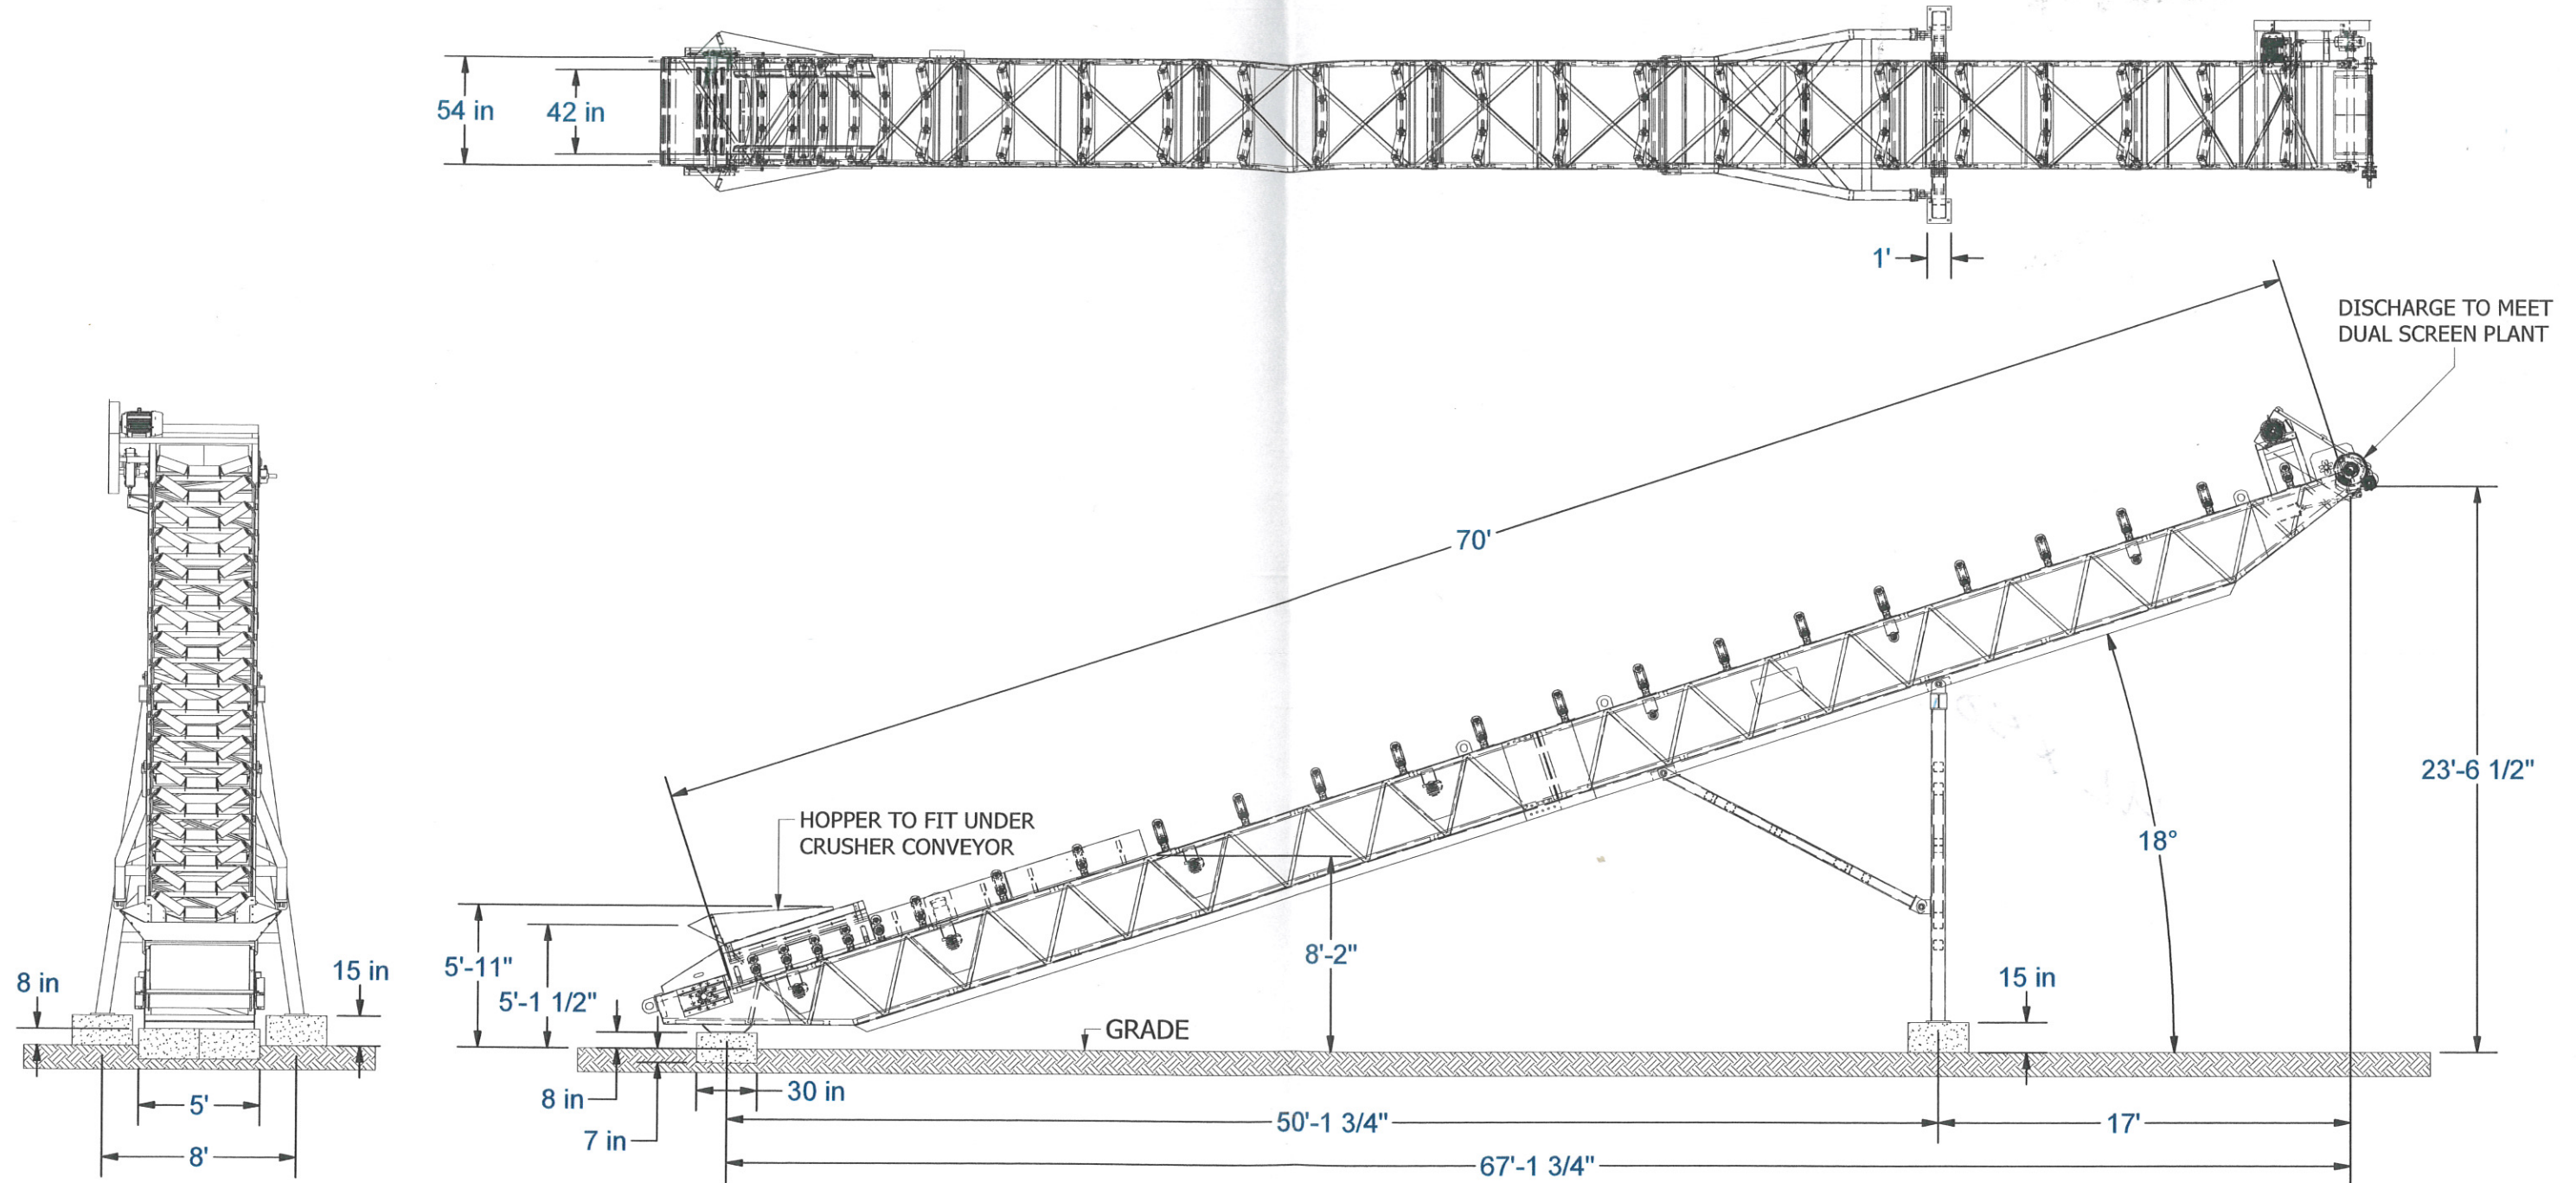 54 in
42 in
1'
DISCHARGE TO MEET
DUAL SCREEN PLANT
70'
HOPPER TO FIT UNDER
CRUSHER CONVEYOR
23'-6 1/2"
18°
8'-2"
5'-11"
5'-1 1/2"
8 in
15 in
15 in
GRADE
8 in
30 in
7 in
5'
8'
50'-1 3/4"
17'
67'-1 3/4"